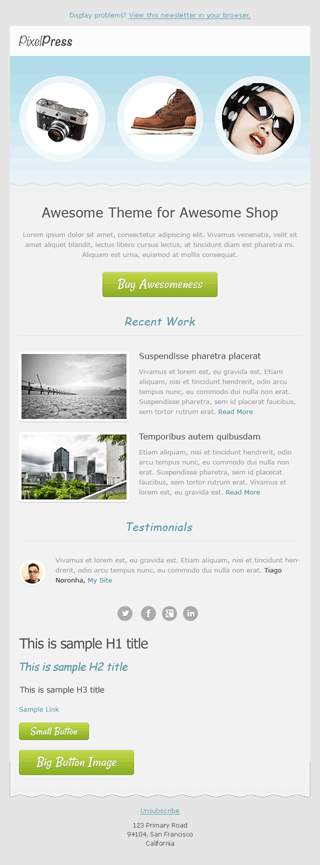 Display problems? View this newsletter in your browser.
PixelPress
Awesome Theme for Awesome Shop
Lorem ipsum dolor sit amet, consectetur adipiscing elit. Vivamus venenatis, velit sit
amet aliquet blandit, lectus libero cursus lectus, at tincidunt diam est pharetra mi.
Aliquam est urna, euismod at mollis consequat.
Buy Awesomeness
Recent Work
Suspendisse pharetra placerat
Vivamus et lorem est, eu gravida est. Etiam
aliquam, nisi et tincidunt hendrerit, odio arcu
tempus nunc, eu commodo dui nulla non erat.
Suspendisse pharetra, sem id placerat faucibus,
sem tortor rutrum erat. Read More
Temporibus autem quibusdam
Etiam aliquam, nisi et tincidunt hendrerit, odio
arcu tempus nunc, eu commodo dui nulla non
erat. Suspendisse pharetra, sem id placerat
faucibus, sem tortor rutrum erat. Vivamus et
lorem est, eu gravida est. Read More
Testimonials
Vivamus et lorem est, eu gravida est. Etiam aliquam, nisi et tincidunt hen-
drerit, odio arcu tempus nunc, eu commodo dui nulla non erat. Tiago
Noronha, My Site
This is sample H1 title
This is sample H2 title
This is sample H3 title
Sample Link
Small Button
Big Button Image
Unsubscribe
123 Primary Road
94104, San Francisco
California